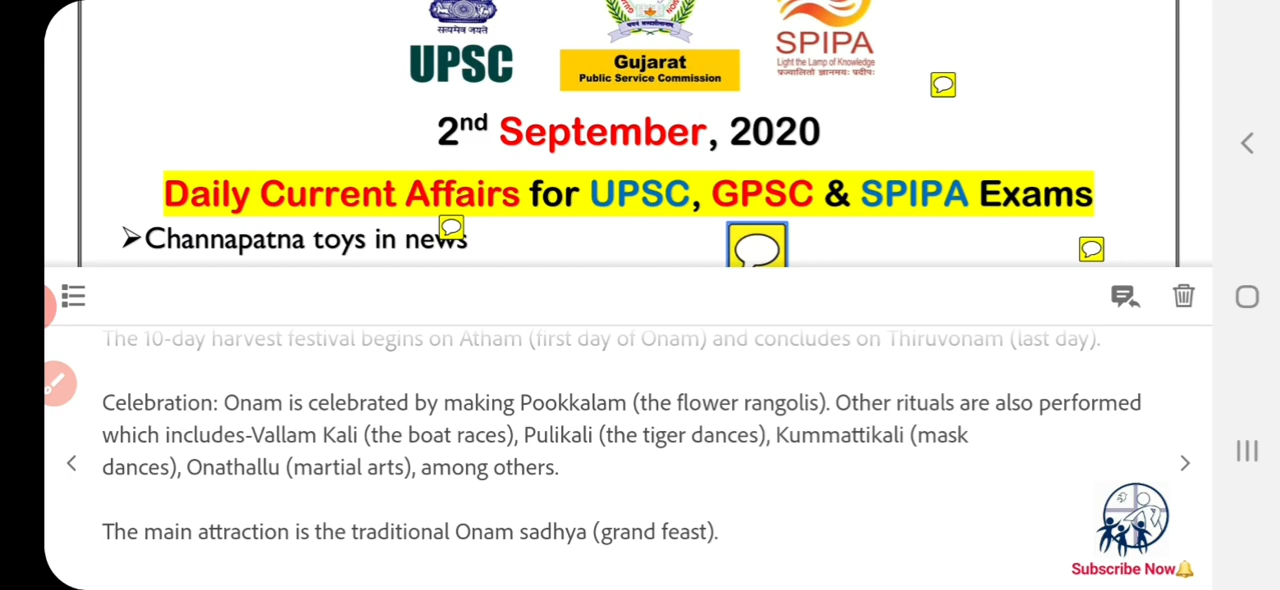 सत्यमेव जयते
UPSC
Gujarat
Public Service Commission
SPIPA
Light the Lamp of Knowledge
प्रज्वालितो ज्ञानमयः प्रदीपः
2nd September, 2020
Daily Current Affairs for UPSC, GPSC & SPIPA Exams
➢Channapatna toys in news
The 10-day harvest festival begins on Atham (first day of Onam) and concludes on Thiruvonam (last day).
Celebration: Onam is celebrated by making Pookkalam (the flower rangolis). Other rituals are also performed
which includes-Vallam Kali (the boat races), Pulikali (the tiger dances), Kummattikali (mask
dances), Onathallu (martial arts), among others.
The main attraction is the traditional Onam sadhya (grand feast).
Subscribe Now